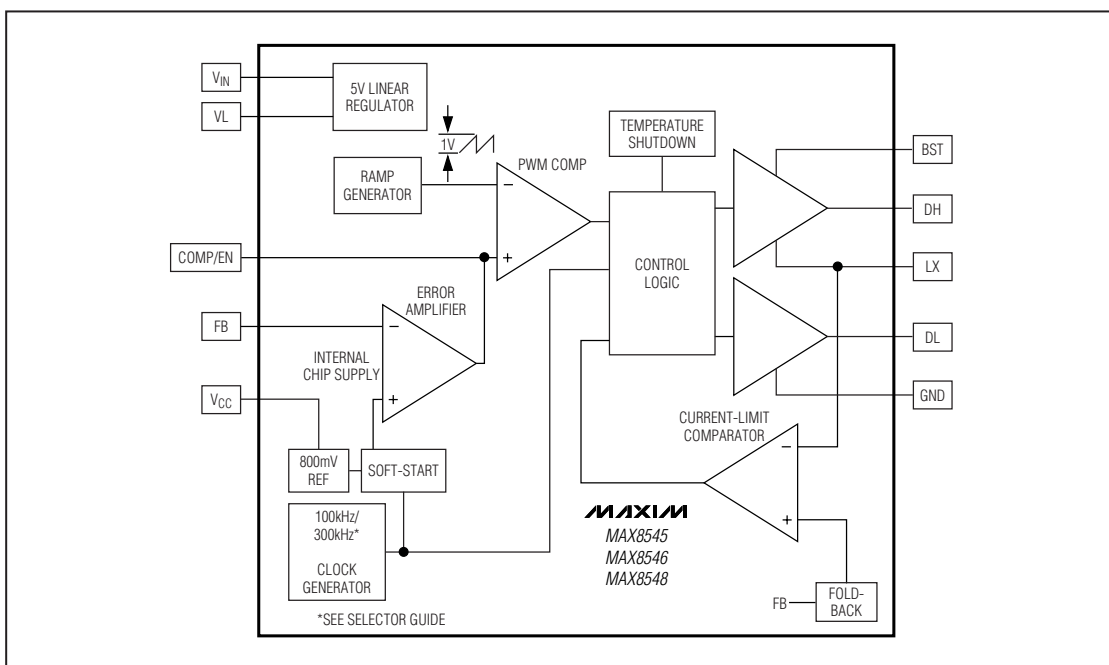 V_IN
VL
5V LINEAR
REGULATOR
1V
RAMP
GENERATOR
PWM COMP
TEMPERATURE
SHUTDOWN
BST
DH
LX
DL
GND
COMP/EN
FB
V_CC
ERROR
AMPLIFIER
INTERNAL
CHIP SUPPLY
−
+
−
+
CONTROL
LOGIC
800mV
REF
SOFT-START
100kHz/
300kHz*
CLOCK
GENERATOR
*SEE SELECTOR GUIDE
CURRENT-LIMIT
COMPARATOR
−
+
MAXIM
MAX8545
MAX8546
MAX8548
FB
FOLD-
BACK